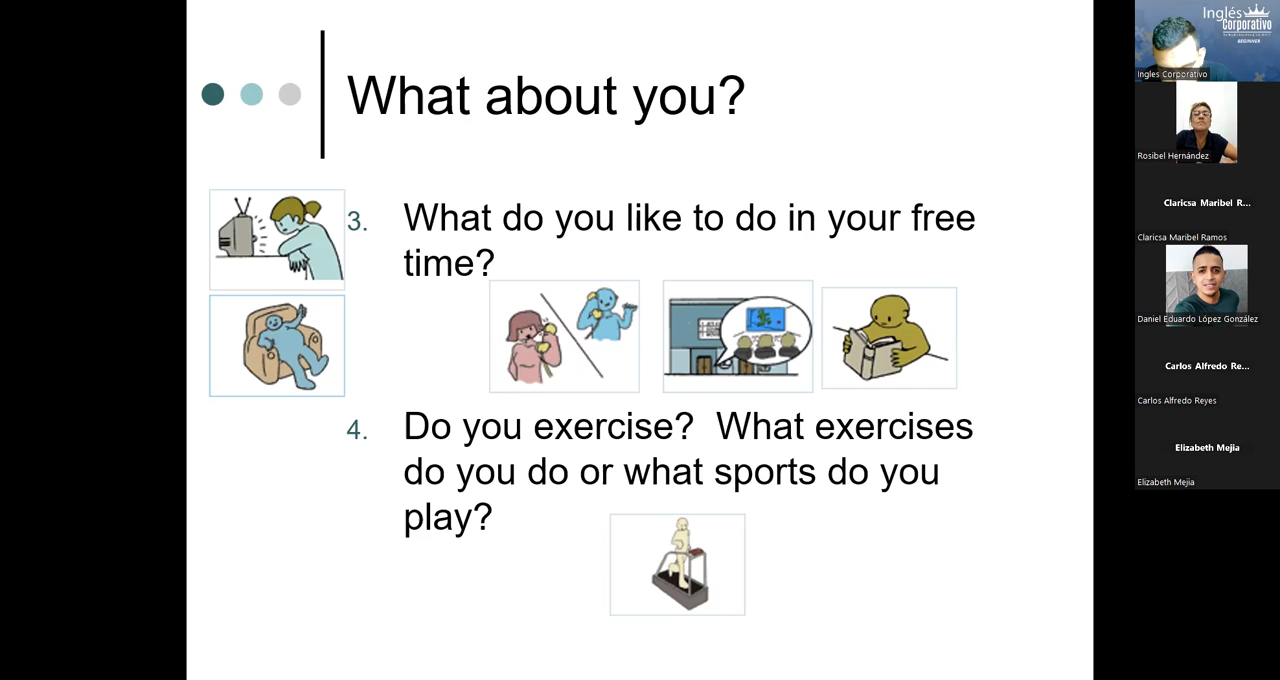 What about you?
3. What do you like to do in your free
time?
4. Do you exercise?  What exercises
do you do or what sports do you
play?
Inglés
Corporativo
BEGINNER
Ingles Corporativo
Rosibel Hernández
Claricsa Maribel R...
Claricsa Maribel Ramos
Daniel Eduardo López González
Carlos Alfredo Re...
Carlos Alfredo Reyes
Elizabeth Mejia
Elizabeth Mejia